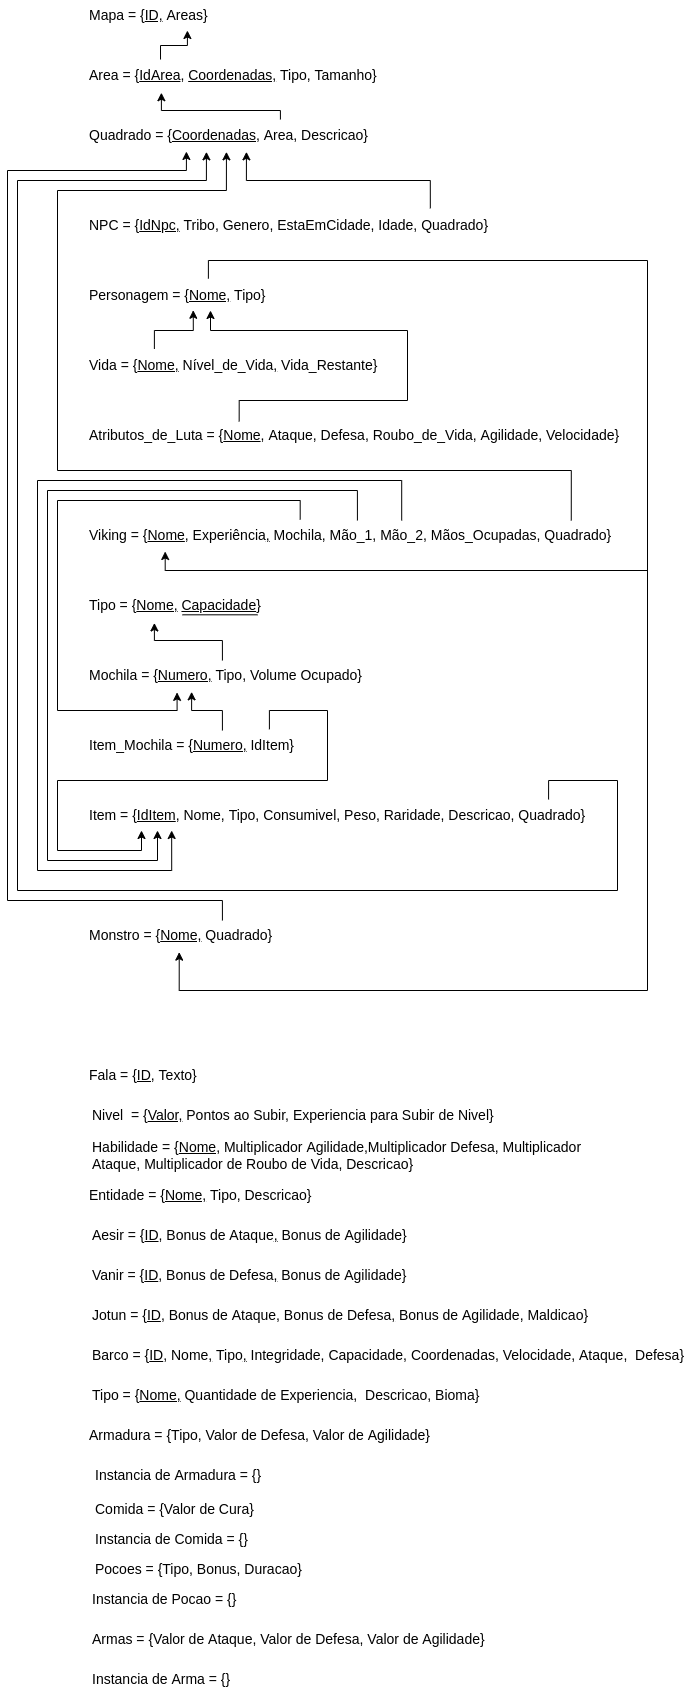 Mapa = {ID, Areas}
Area = {IdArea, Coordenadas, Tipo, Tamanho}
Quadrado = {Coordenadas, Area, Descricao}
NPC = {IdNpc, Tribo, Genero, EstaEmCidade, Idade, Quadrado}
Personagem = {Nome, Tipo}
Vida = {Nome, Nível_de_Vida, Vida_Restante}
Atributos_de_Luta = {Nome, Ataque, Defesa, Roubo_de_Vida, Agilidade, Velocidade}
Viking = {Nome, Experiência, Mochila, Mão_1, Mão_2, Mãos_Ocupadas, Quadrado}
Tipo = {Nome, Capacidade}
Mochila = {Numero, Tipo, Volume Ocupado}
Item_Mochila = {Numero, IdItem}
Item = {IdItem, Nome, Tipo, Consumivel, Peso, Raridade, Descricao, Quadrado}
Monstro = {Nome, Quadrado}
Fala = {ID, Texto}
Nivel  = {Valor, Pontos ao Subir, Experiencia para Subir de Nivel}
Habilidade = {Nome, Multiplicador Agilidade,Multiplicador Defesa, Multiplicador
Ataque, Multiplicador de Roubo de Vida, Descricao}
Entidade = {Nome, Tipo, Descricao}
Aesir = {ID, Bonus de Ataque, Bonus de Agilidade}
Vanir = {ID, Bonus de Defesa, Bonus de Agilidade}
Jotun = {ID, Bonus de Ataque, Bonus de Defesa, Bonus de Agilidade, Maldicao}
Barco = {ID, Nome, Tipo, Integridade, Capacidade, Coordenadas, Velocidade, Ataque,  Defesa}
Tipo = {Nome, Quantidade de Experiencia,  Descricao, Bioma}
Armadura = {Tipo, Valor de Defesa, Valor de Agilidade}
Instancia de Armadura = {}
Comida = {Valor de Cura}
Instancia de Comida = {}
Pocoes = {Tipo, Bonus, Duracao}
Instancia de Pocao = {}
Armas = {Valor de Ataque, Valor de Defesa, Valor de Agilidade}
Instancia de Arma = {}